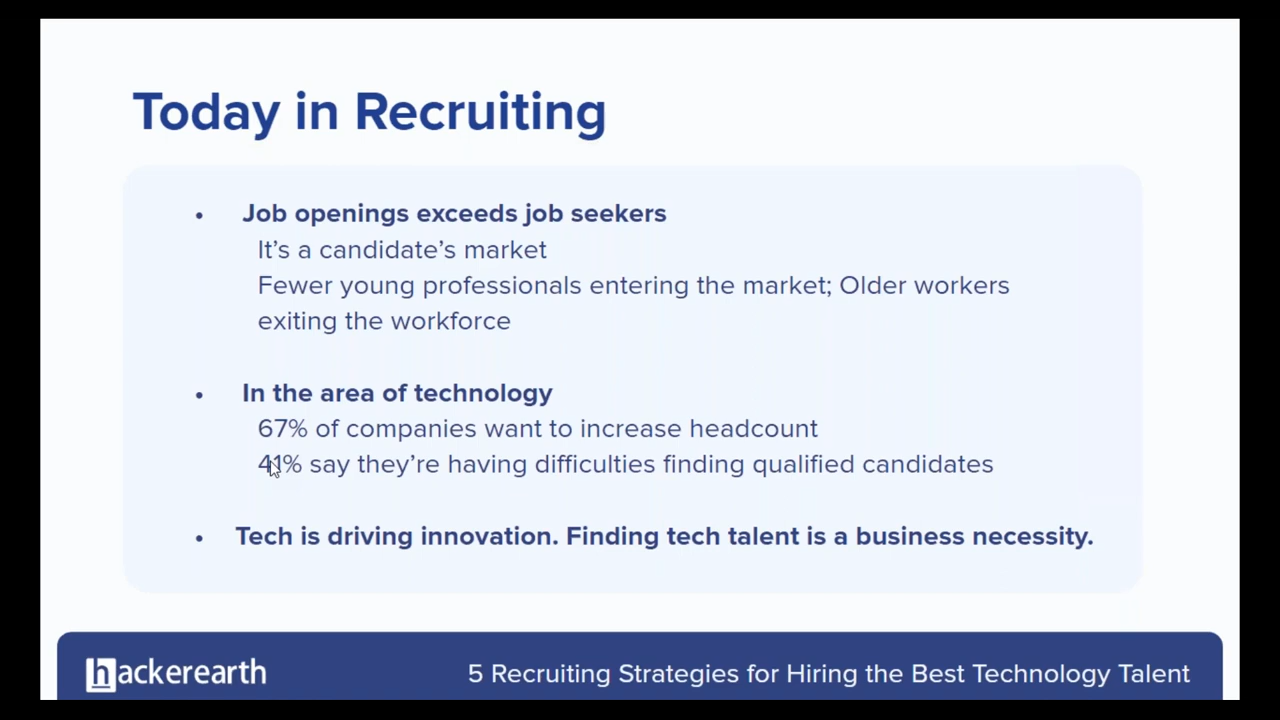 Today in Recruiting
• Job openings exceeds job seekers
It’s a candidate’s market
Fewer young professionals entering the market; Older workers
exiting the workforce
• In the area of technology
67% of companies want to increase headcount
41% say they’re having difficulties finding qualified candidates
• Tech is driving innovation. Finding tech talent is a business necessity.
hackerearth
5 Recruiting Strategies for Hiring the Best Technology Talent